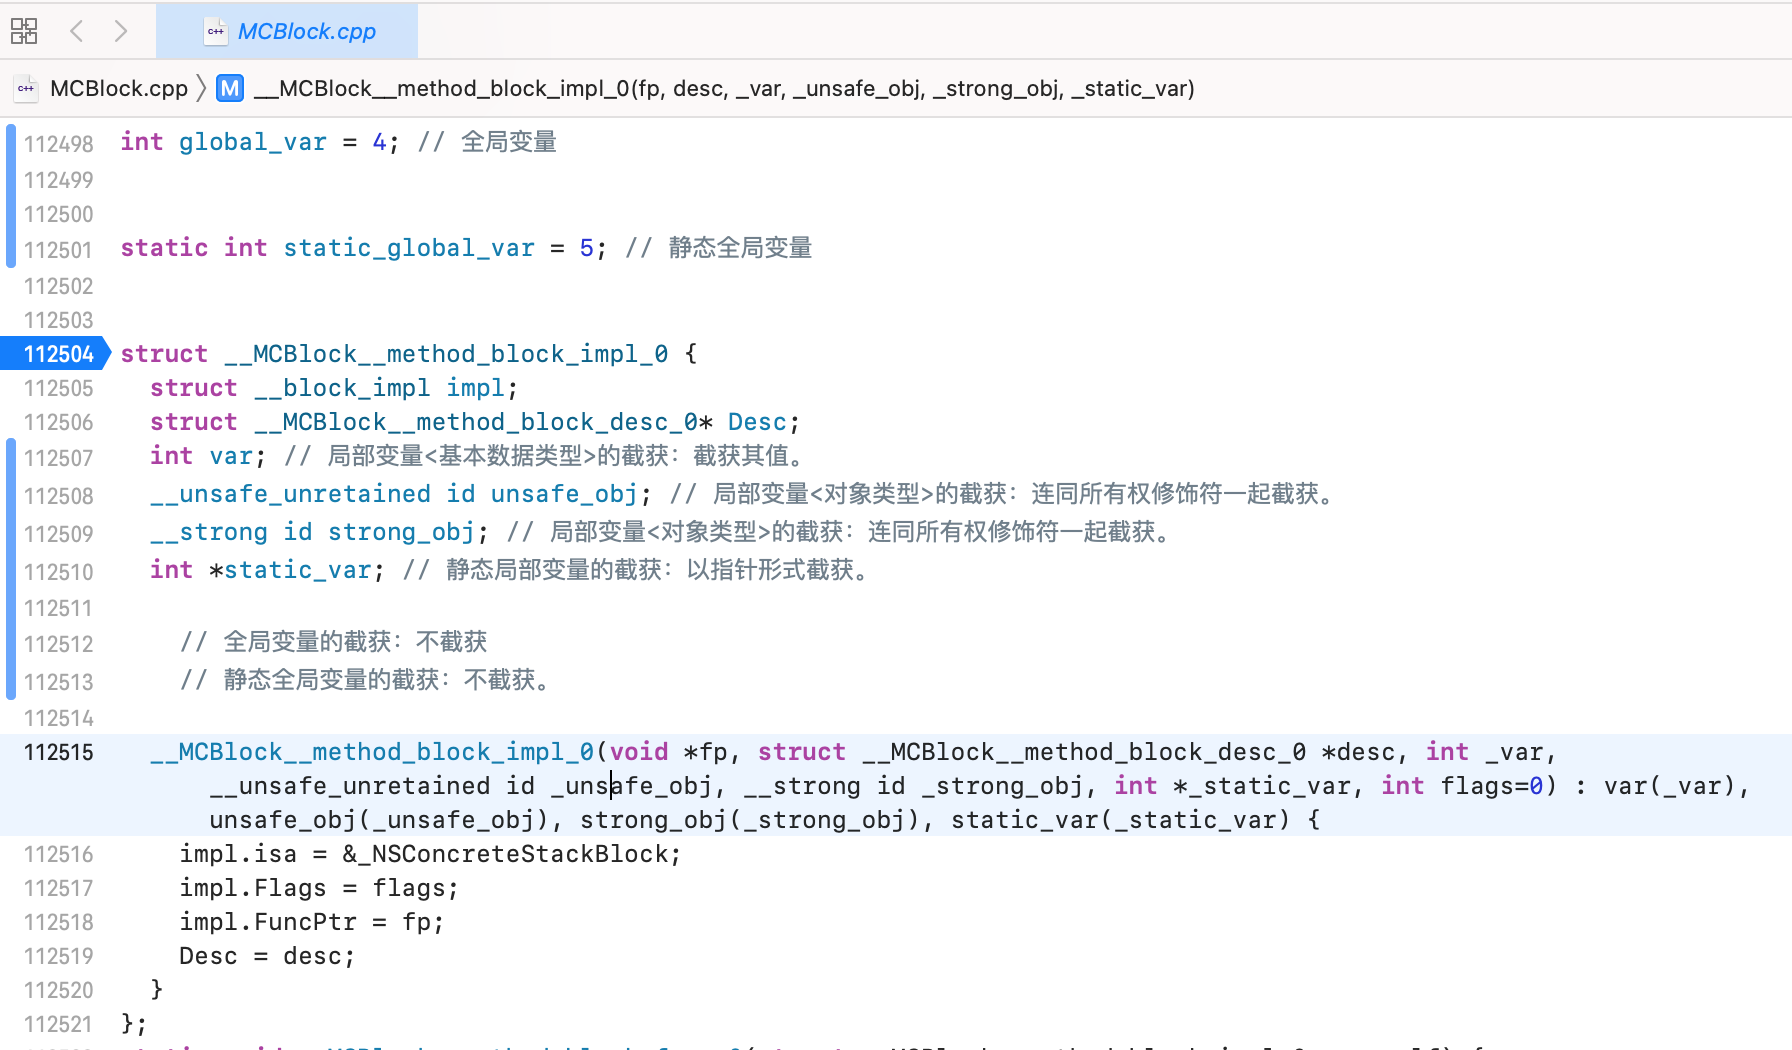 MCBlock.cpp
MCBlock.cpp 〉 M __MCBlock__method_block_impl_0(fp, desc, _var, _unsafe_obj, _strong_obj, _static_var)
112498 int global_var = 4; // 全局变量
112499
112500
112501 static int static_global_var = 5; // 静态全局变量
112502
112503
112504 struct __MCBlock__method_block_impl_0 {
112505 struct __block_impl impl;
112506 struct __MCBlock__method_block_desc_0* Desc;
112507 int var; // 局部变量<基本数据类型>的截获：截获其值。
112508 __unsafe_unretained id unsafe_obj; // 局部变量<对象类型>的截获：连同所有权修饰符一起截获。
112509 __strong id strong_obj; // 局部变量<对象类型>的截获：连同所有权修饰符一起截获。
112510 int *static_var; // 静态局部变量的截获：以指针形式截获。
112511
112512 // 全局变量的截获：不截获
112513 // 静态全局变量的截获：不截获。
112514
112515 __MCBlock__method_block_impl_0(void *fp, struct __MCBlock__method_block_desc_0 *desc, int _var,
__unsafe_unretained id _unsafe_obj, __strong id _strong_obj, int *_static_var, int flags=0) : var(_var),
unsafe_obj(_unsafe_obj), strong_obj(_strong_obj), static_var(_static_var) {
112516 impl.isa = &_NSConcreteStackBlock;
112517 impl.Flags = flags;
112518 impl.FuncPtr = fp;
112519 Desc = desc;
112520 }
112521 };